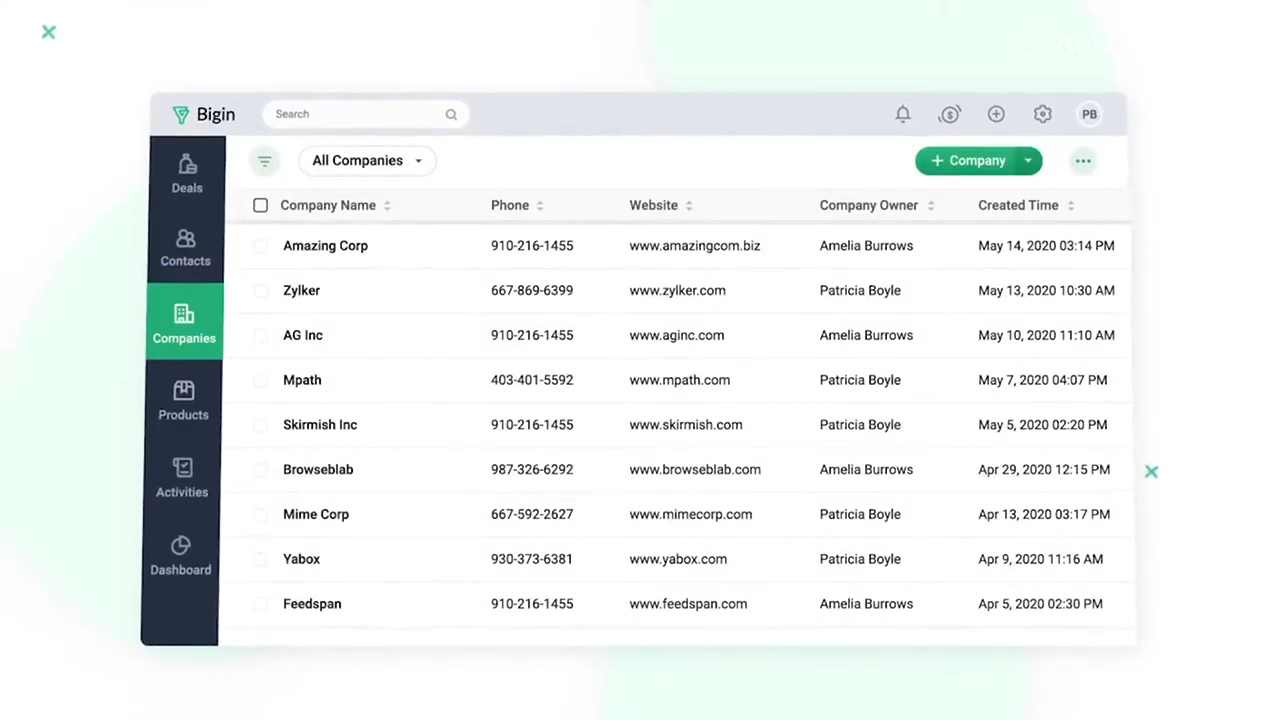 Bigin
Search
PB
Deals
Contacts
Companies
Products
Activities
Dashboard
All Companies
+ Company
Company Name Phone Website Company Owner Created Time
Amazing Corp 910-216-1455 www.amazingcom.biz Amelia Burrows May 14, 2020 03:14 PM
Zylker 667-869-6399 www.zylker.com Patricia Boyle May 13, 2020 10:30 AM
AG Inc 910-216-1455 www.aginc.com Amelia Burrows May 10, 2020 11:10 AM
Mpath 403-401-5592 www.mpath.com Patricia Boyle May 7, 2020 04:07 PM
Skirmish Inc 910-216-1455 www.skirmish.com Patricia Boyle May 5, 2020 02:20 PM
Browseblab 987-326-6292 www.browseblab.com Amelia Burrows Apr 29, 2020 12:15 PM
Mime Corp 667-592-2627 www.mimecorp.com Patricia Boyle Apr 13, 2020 03:17 PM
Yabox 930-373-6381 www.yabox.com Patricia Boyle Apr 9, 2020 11:16 AM
Feedspan 910-216-1455 www.feedspan.com Amelia Burrows Apr 5, 2020 02:30 PM